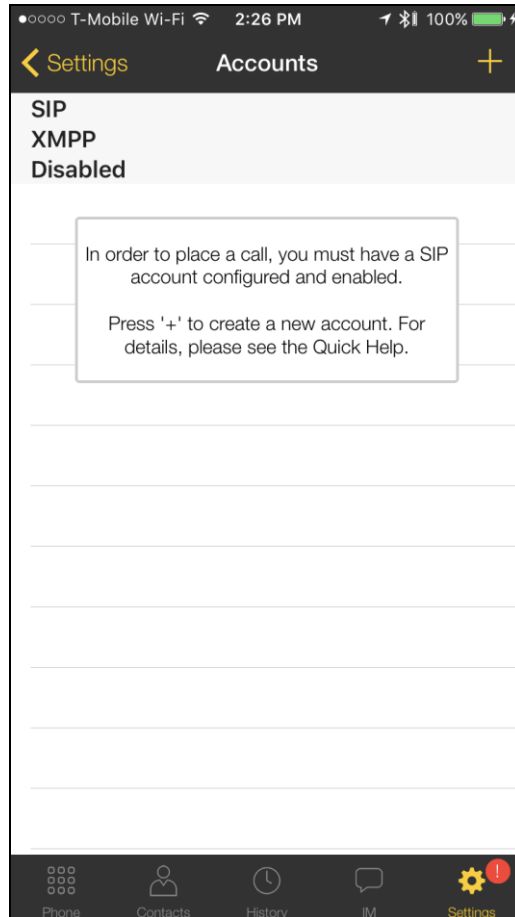 T-Mobile Wi-Fi 2:26 PM 100%
Settings Accounts +
SIP
XMPP
Disabled
In order to place a call, you must have a SIP
account configured and enabled.
Press '+' to create a new account. For
details, please see the Quick Help.
!
Phone Contacts History IM Settings